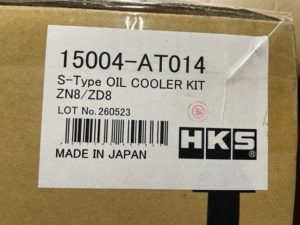 15004-AT014
S-Type OIL COOLER KIT
ZN8/ZD8
LOT No.260523
MADE IN JAPAN
HKS